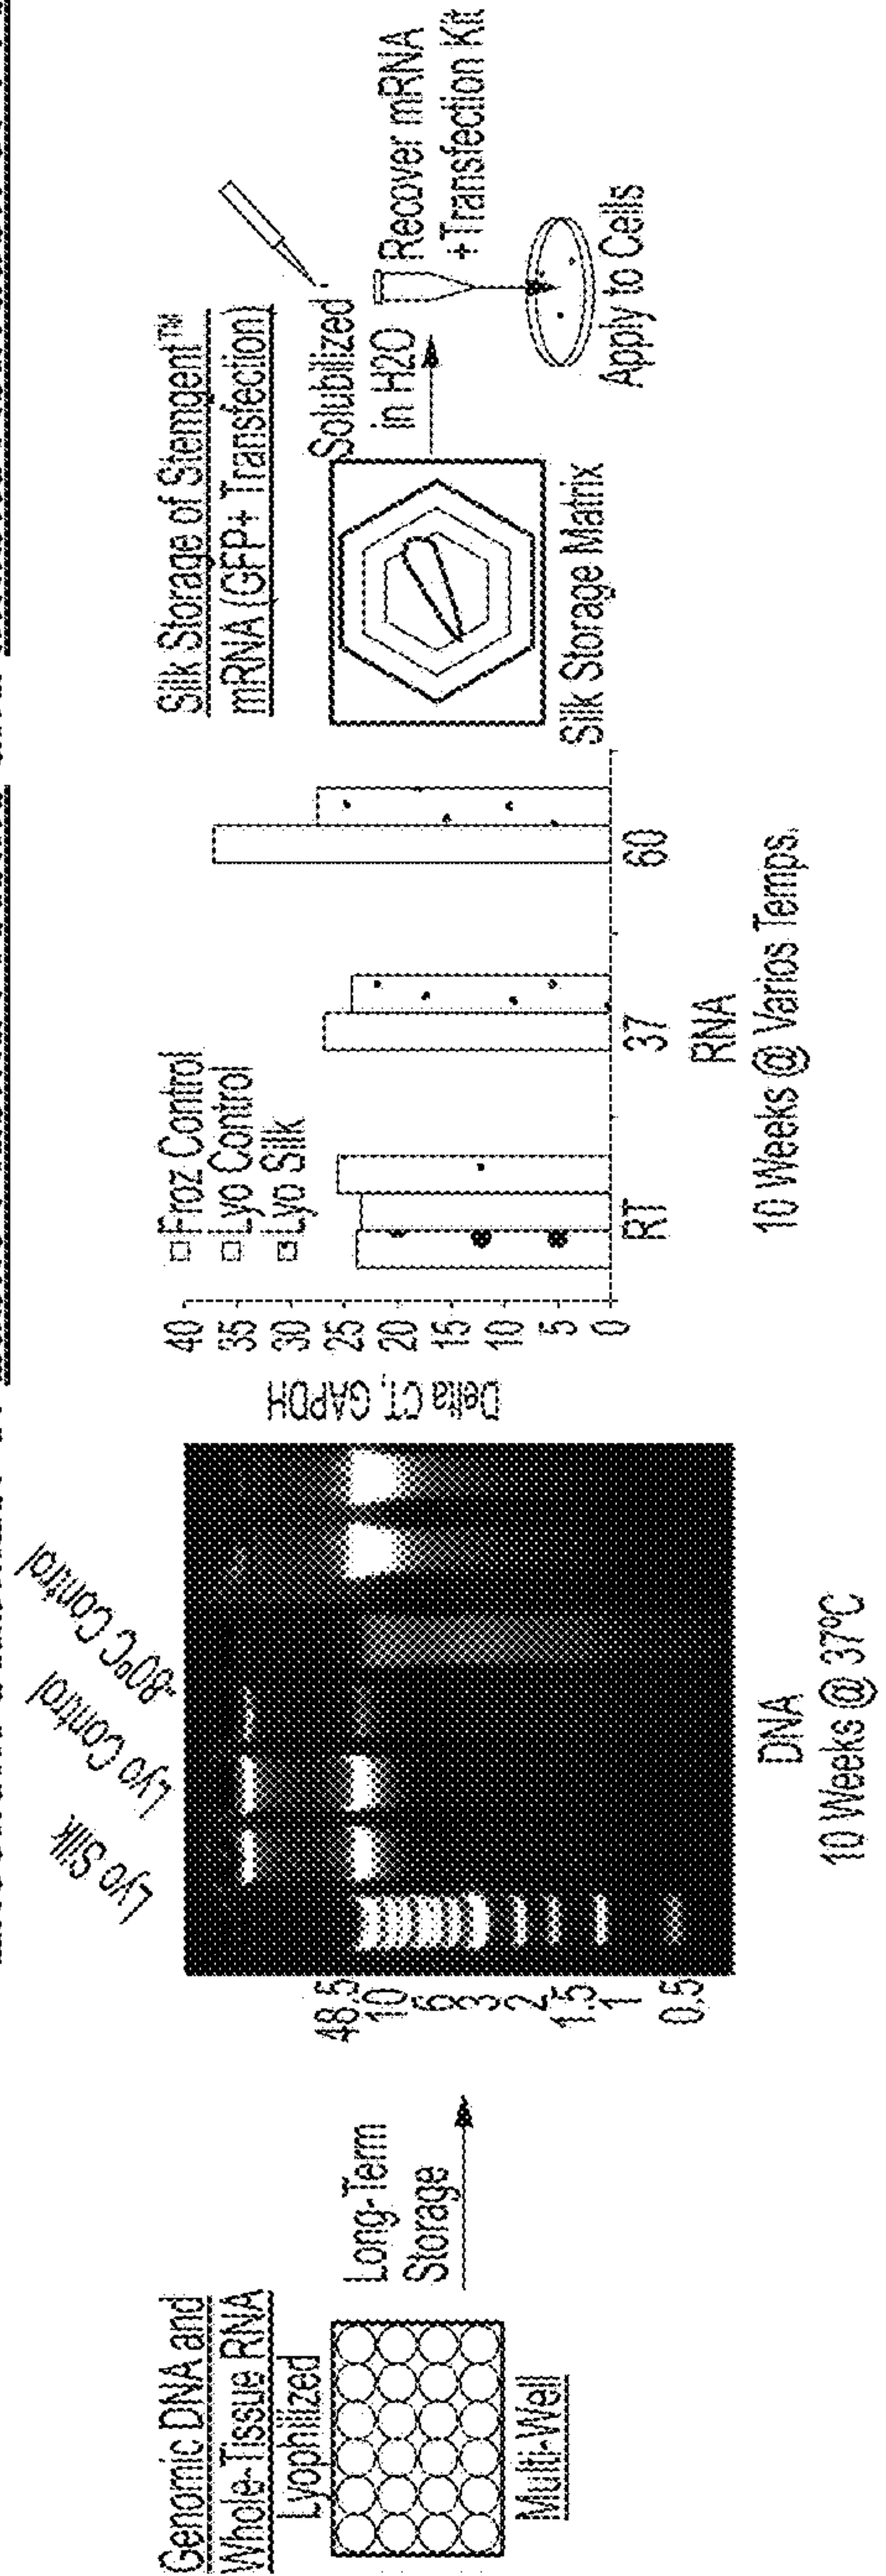 Genomic DNA and
Whole-Tissue RNA
Lyophilized
Multi-Well
Long-Term
Storage
Lyo Silk
Lyo Control
-80ºC Control
48.5
10
6
3
2
1.5
1
0.5
DNA
10 Weeks @ 37ºC
Delta CT, GAPDH
40
35
30
25
20
15
10
5
0
Froz Control
Lyo Control
Lyo Silk
RT
37
60
RNA
10 Weeks @ Varios Temps.
Silk Storage of Stemgent™
mRNA (GFP+ Transfection)
Silk Storage Matrix
Solubilized
in H2O
Recover mRNA
+Transfection Kit
Apply to Cells